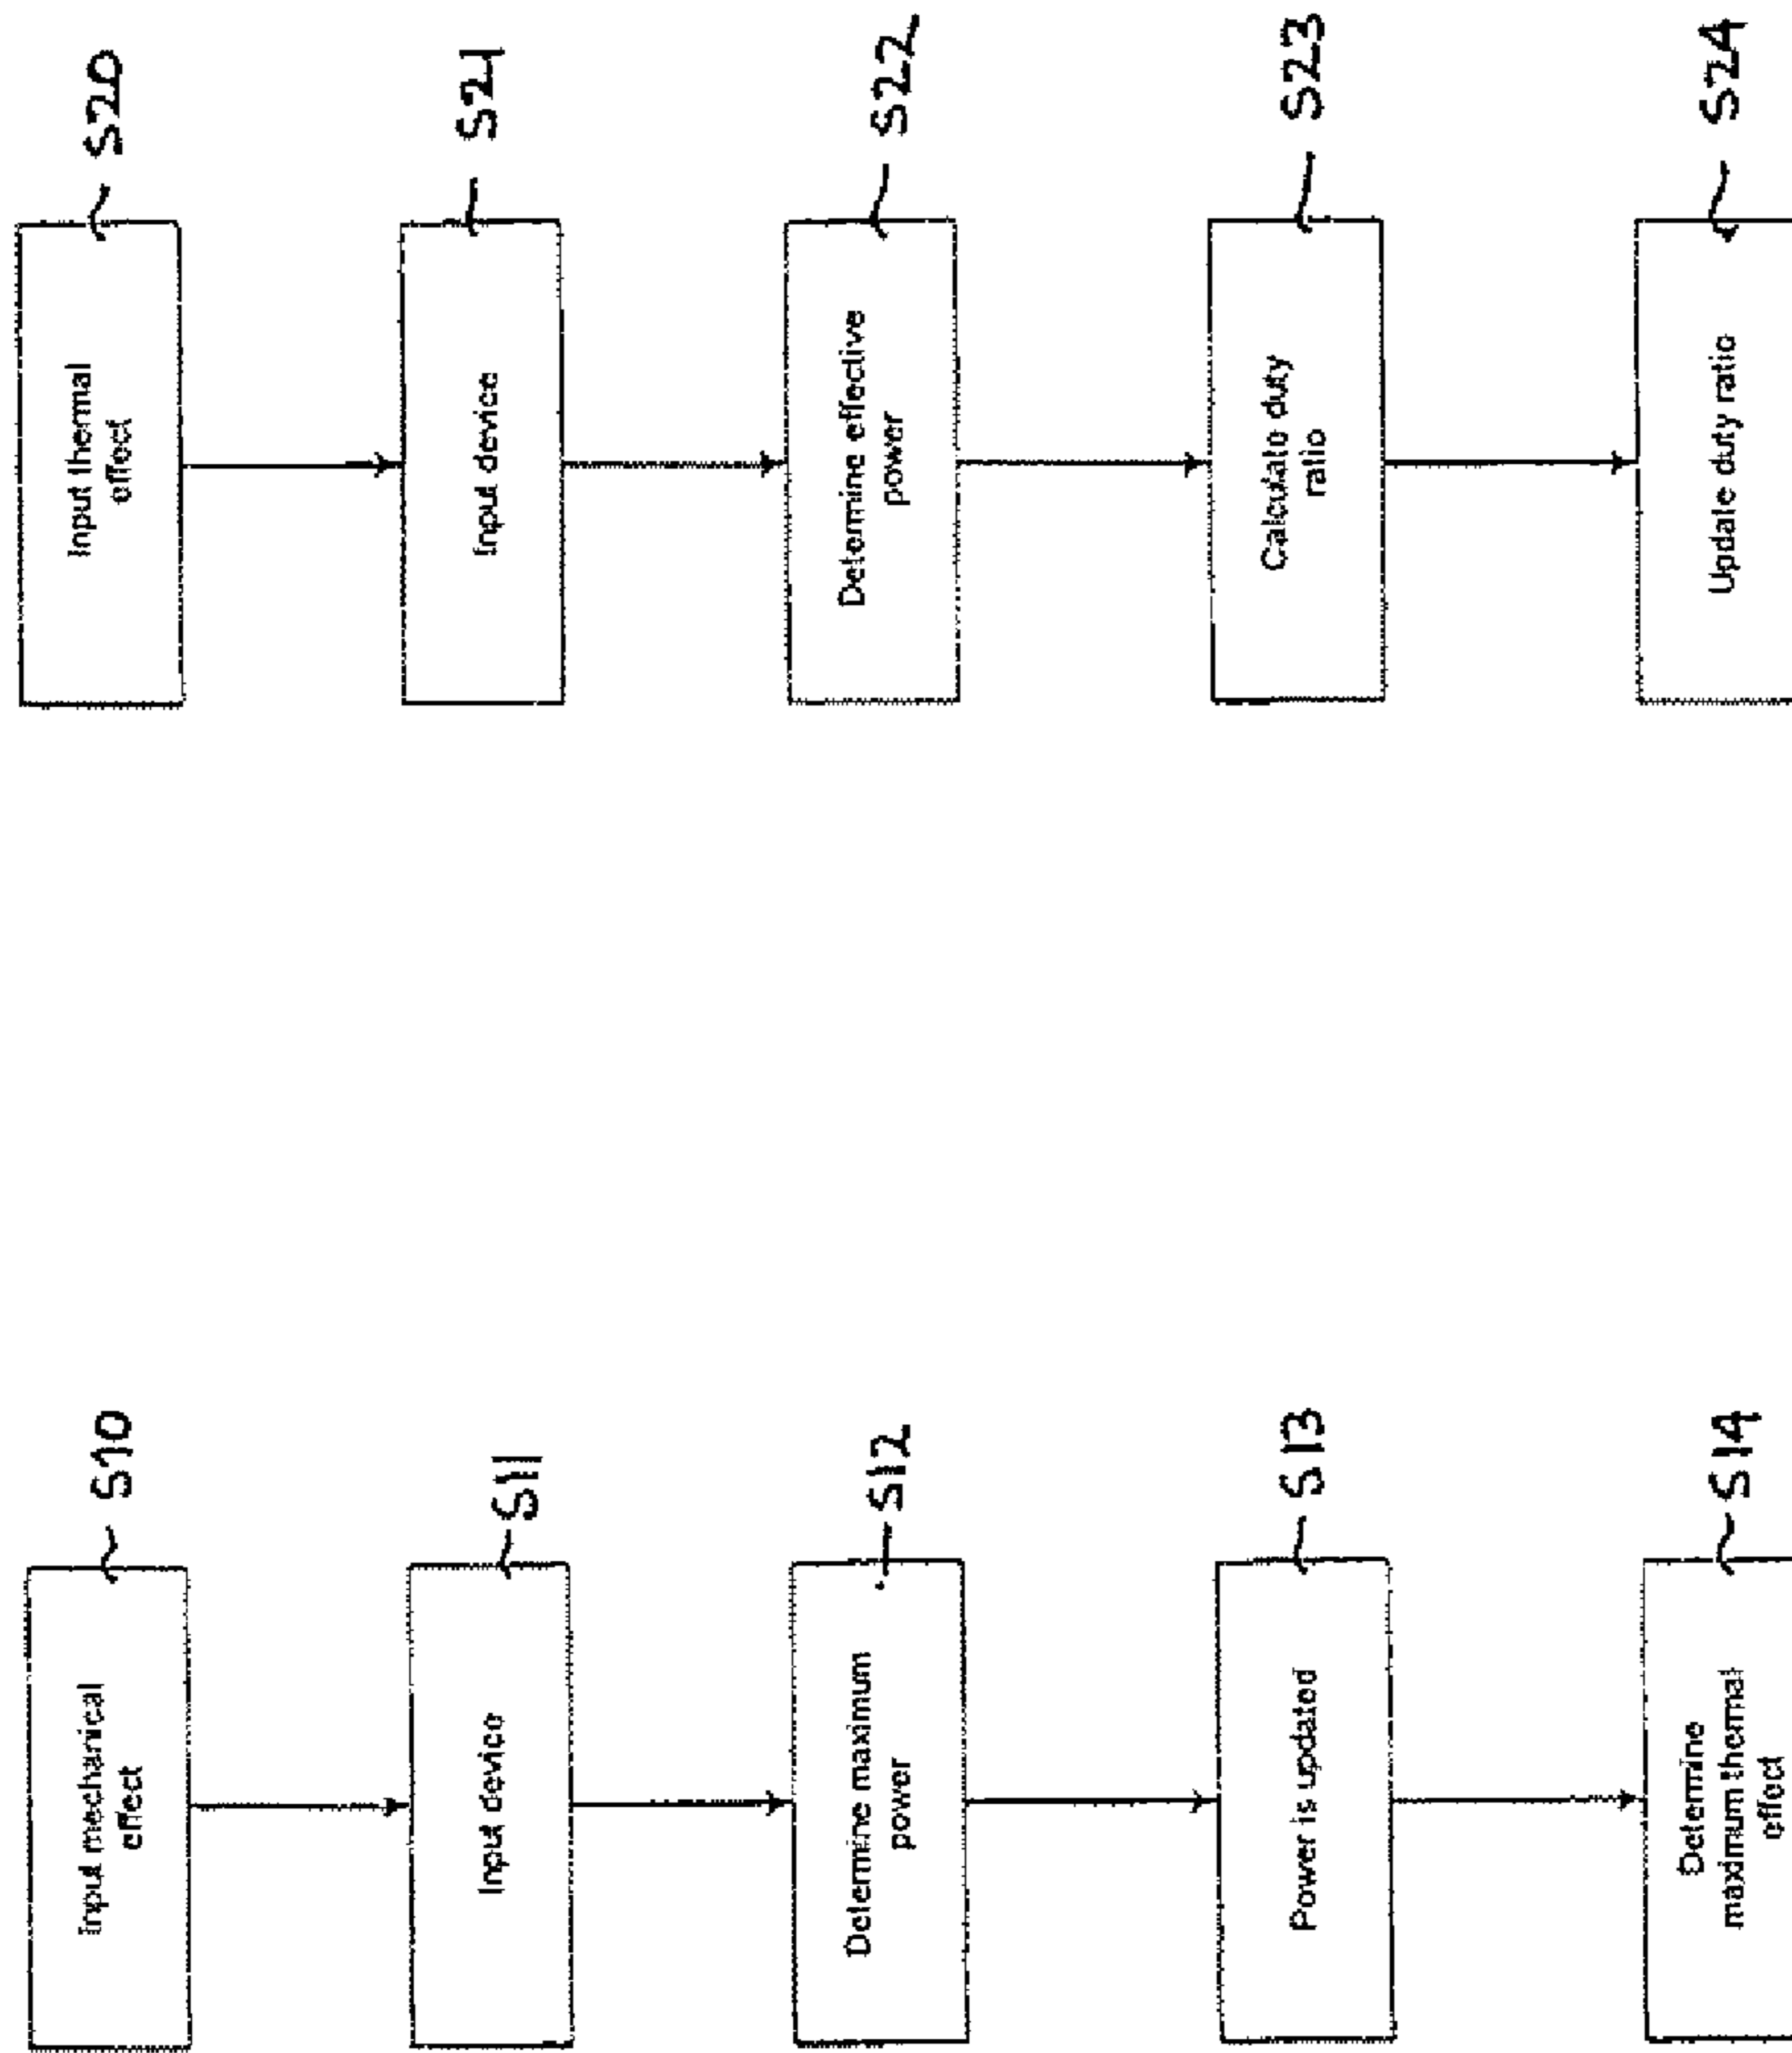 Input mechanical
effect
S10
Input device
S11
Determine maximum
power
S12
Power is updated
S13
Determine
maximum thermal
effect
S14
Input thermal
effect
S20
Input device
S21
Determine effective
power
S22
Calculate duty
ratio
S23
Update duty ratio
S24